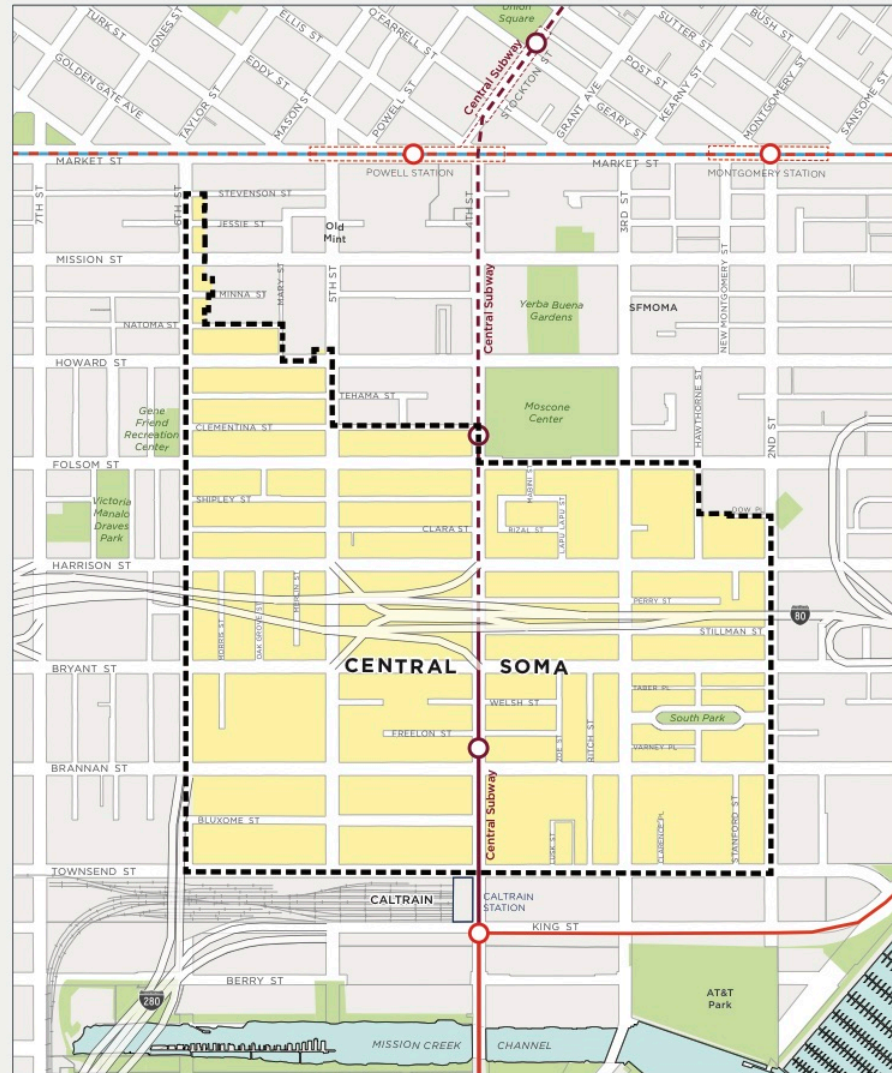 Union
Square
TURK ST
JONES ST
ELLIS ST
O'FARRELL ST
SUTTER ST
BUSH ST
GOLDEN GATE AVE
TAYLOR ST
EDDY ST
MASON ST
POWELL ST
Central Subway
STOCKTON ST
GRANT AVE
GEARY ST
POST ST
KEARNY ST
MONTGOMERY ST
SANSOME ST
MARKET ST
POWELL STATION
MARKET ST
MONTGOMERY STATION
7TH ST
6TH ST
STEVENSON ST
4TH ST
3RD ST
JESSIE ST
Old
Mint
MISSION ST
MARY ST
5TH ST
MINNA ST
Central Subway
Yerba Buena
Gardens
SFMOMA
NEW MONTGOMERY ST
NATOMA ST
HOWARD ST
TEHAMA ST
Moscone
Center
HAWTHORNE ST
2ND ST
Gene
Friend
Recreation
Center
CLEMENTINA ST
FOLSOM ST
SHIPLEY ST
MABINI ST
Victoria
Manalo
Draves
Park
CLARA ST
RIZAL ST
LAPU LAPU ST
DOW PL
HARRISON ST
MERLIN ST
MORRIS ST
OAK GROVE ST
PERRY ST
80
STILLMAN ST
BRYANT ST
CENTRAL SOMA
TABER PL
WELSH ST
South Park
FREELON ST
ZOE ST
RITCH ST
VARNEY PL
BRANNAN ST
Central Subway
BLUXOME ST
LUSK ST
CLARENCE PL
STANFORD ST
TOWNSEND ST
CALTRAIN
CALTRAIN
STATION
KING ST
BERRY ST
280
AT&T
Park
MISSION CREEK CHANNEL